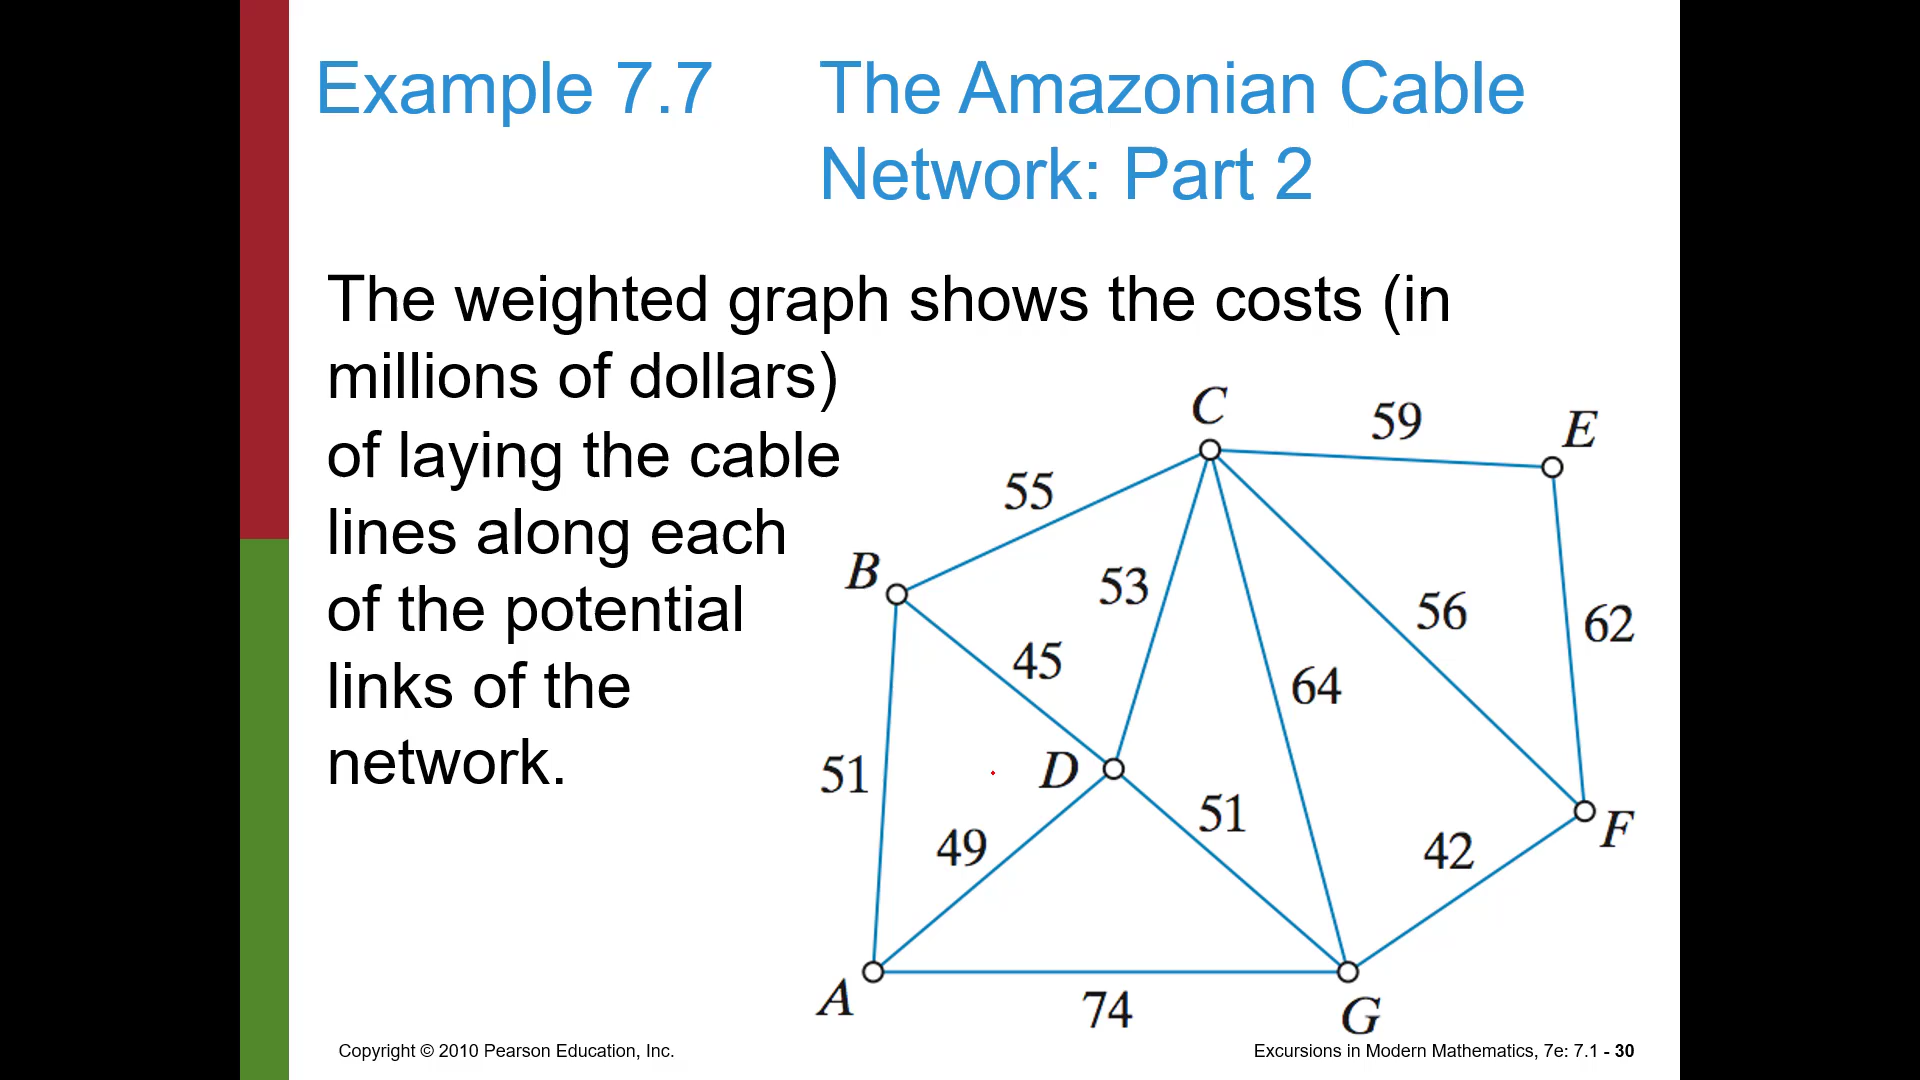 Example 7.7 The Amazonian Cable
Network: Part 2
The weighted graph shows the costs (in
millions of dollars)
of laying the cable
lines along each
of the potential
links of the
network.
C
59
E
55
B
53
56
62
45
64
51
D
51
F
49
42
A
74
G
Copyright © 2010 Pearson Education, Inc.
Excursions in Modern Mathematics, 7e: 7.1 - 30